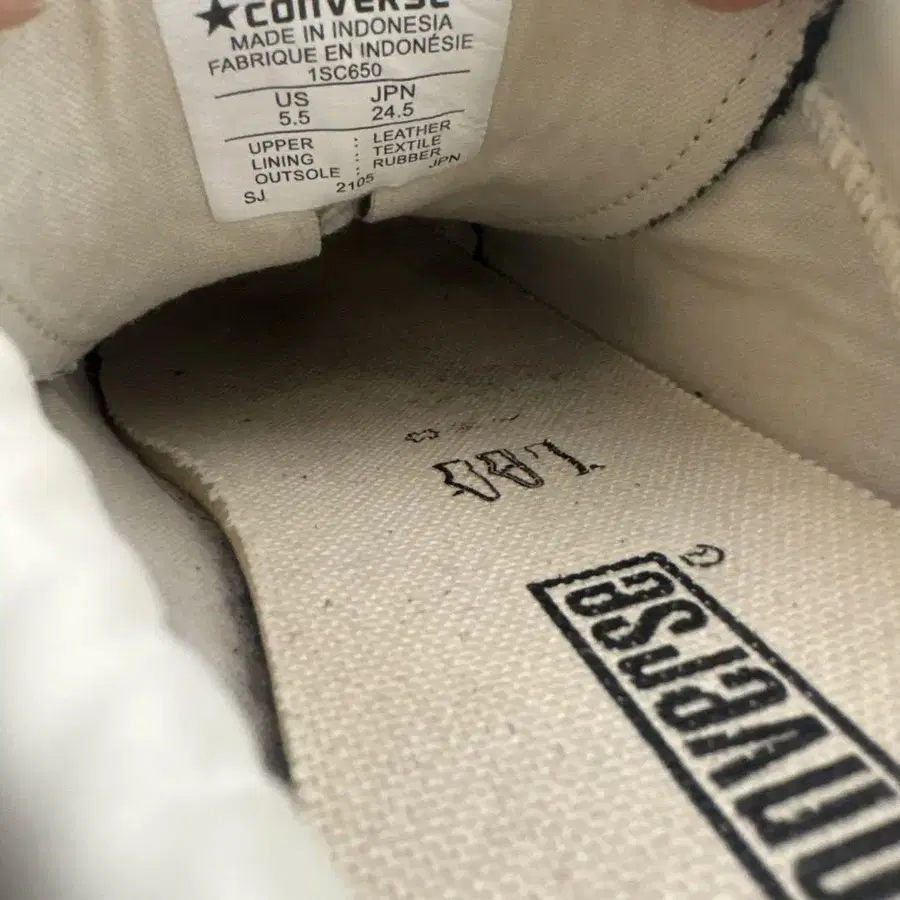 CONVERSE
MADE IN INDONESIA
FABRIQUE EN INDONÉSIE
1SC650
US JPN
5.5 24.5
UPPER : LEATHER
LINING : TEXTILE
OUTSOLE : RUBBER
SJ 2105 JPN
CONVERSE